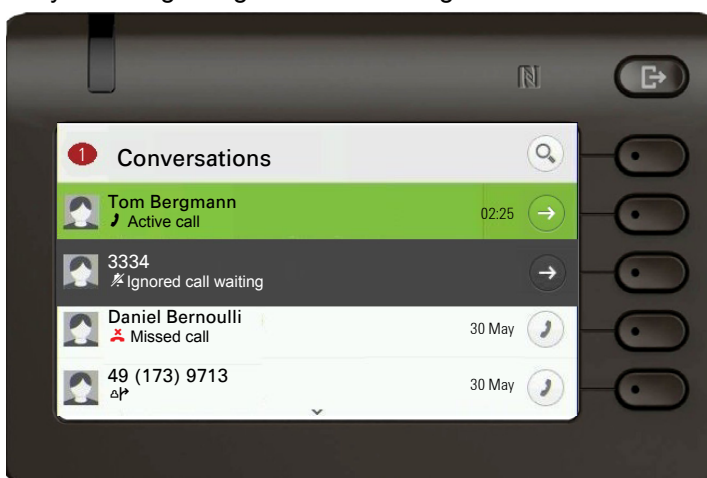 1 Conversations
Tom Bergmann
Active call
02:25
3334
Ignored call waiting
Daniel Bernoulli
Missed call
30 May
49 (173) 9713
30 May